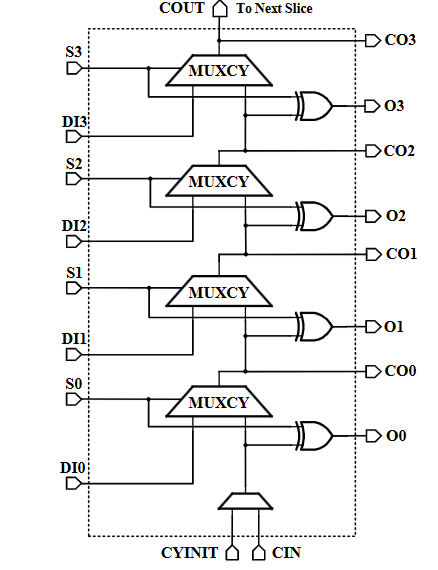 COUT To Next Slice
CO3
S3
MUXCY
O3
DI3
CO2
S2
MUXCY
O2
DI2
CO1
S1
MUXCY
O1
DI1
CO0
S0
MUXCY
O0
DI0
CYINIT CIN